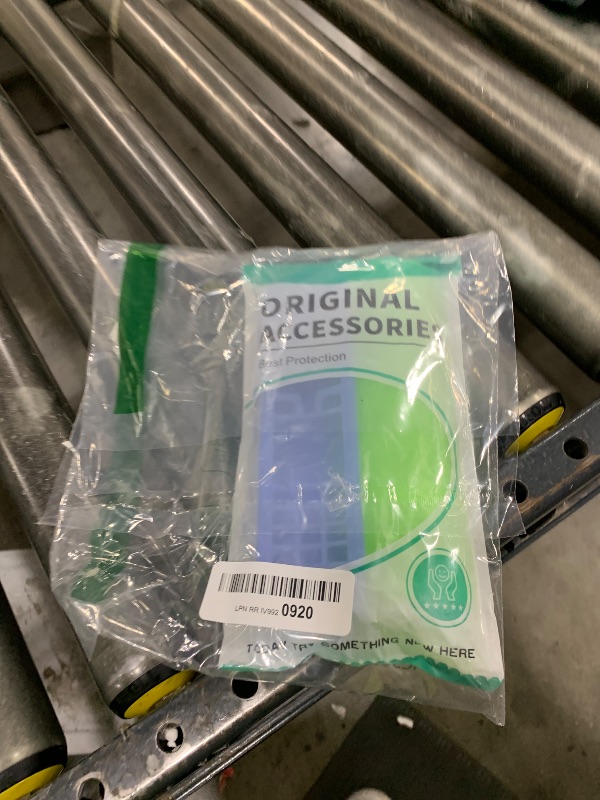 ORIGINAL
ACCESSORIES
Best Protection
LPN RR IV992 0920
TODAY TRY SOMETHING NEW HERE